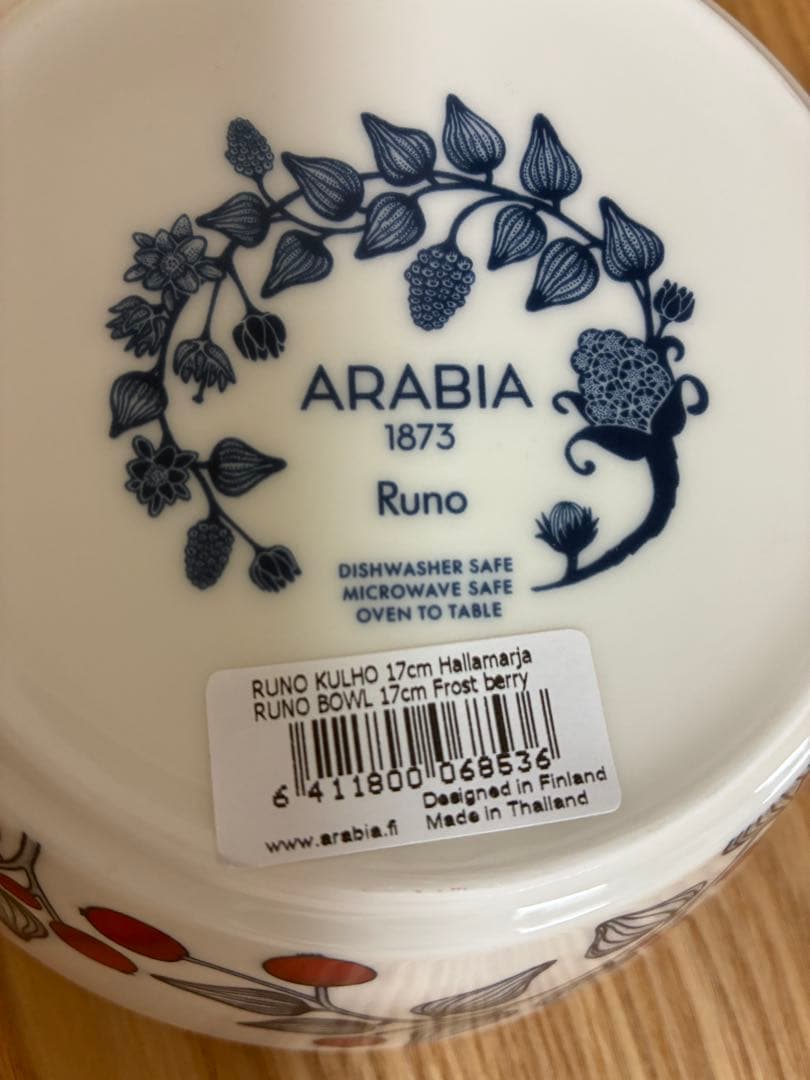 ARABIA
1873
Runo
DISHWASHER SAFE
MICROWAVE SAFE
OVEN TO TABLE
RUNO KULHO 17cm Hallamarja
RUNO BOWL 17cm Frost berry
6 411800 068536
Designed in Finland
www.arabia.fi Made in Thailand